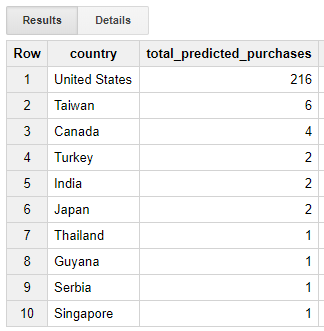 Results Details
Row country total_predicted_purchases
1 United States 216
2 Taiwan 6
3 Canada 4
4 Turkey 2
5 India 2
6 Japan 2
7 Thailand 1
8 Guyana 1
9 Serbia 1
10 Singapore 1